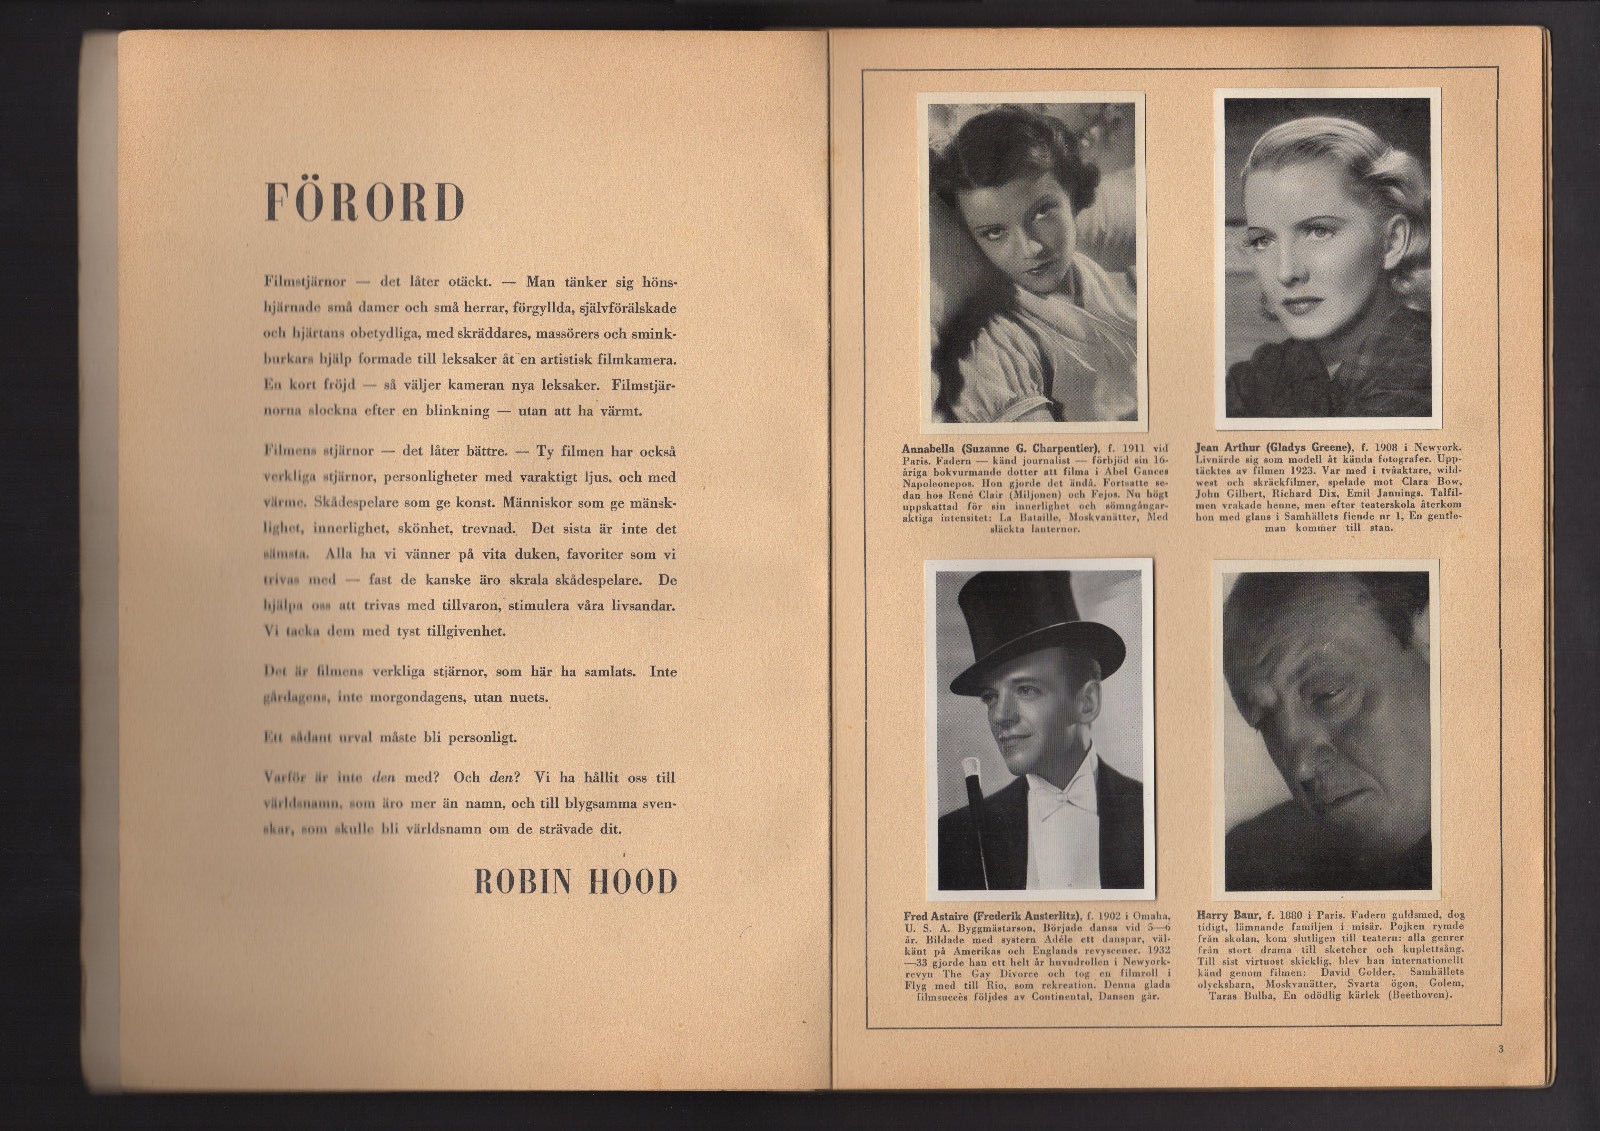 FÖRORD
Filmstjärnor — det låter otäckt. — Man tänker sig höns-
hjärnade små damer och små herrar, förgyllda, självförälskade
och hjärtans obetydliga, med skräddares, massörers och smink-
burkars hjälp formade till leksaker åt en artistisk filmkamera.
En kort fröjd — så väljer kameran nya leksaker. Filmstjär-
norna slockna efter en blinkning — utan att ha värmt.
Filmens stjärnor — det låter bättre. — Ty filmen har också
verkliga stjärnor, personligheter med varaktigt ljus, och med
värme. Skådespelare som ge konst. Människor som ge mänsk-
lighet, innerlighet, skönhet, trevnad. Det sista är inte det
sämsta. Alla ha vi vänner på vita duken, favoriter som vi
trivas med — fast de kanske äro skrala skådespelare. De
hjälpa oss att trivas med tillvaron, stimulera våra livsandar.
Vi tacka dem med tyst tillgivenhet.
Det är filmens verkliga stjärnor, som här ha samlats. Inte
gårdagens, inte morgondagens, utan nuets.
Ett sådant urval måste bli personligt.
Varför är inte den med? Och den? Vi ha hållit oss till
världsnamn, som äro mer än namn, och till blygsamma sven-
skar, som skulle bli världsnamn om de strävade dit.
ROBIN HOOD
Annabella (Suzanne G. Charpentier), f. 1911 vid
Paris. Fadern — känd journalist — förbjöd sin 16-
åriga bokvurmande dotter att filma i Abel Gances
Napoleonepos. Hon gjorde det ändå. Fortsatte se-
dan hos René Clair (Miljonen) och Fejos. Nu högt
uppskattad för sin innerlighet och sömngångar-
aktiga intensitet: La Bataille, Moskvanätter, Med
släckta lanternor.
Jean Arthur (Gladys Greene), f. 1908 i Newyork.
Livnärde sig som modell åt kända fotografer. Upp-
täcktes av filmen 1923. Var med i tvåaktare, wild-
west och skräckfilmer, spelade mot Clara Bow,
John Gilbert, Richard Dix, Emil Jannings. Talfil-
men vrakade henne, men efter teaterskola återkom
hon med glans i Samhällets fiende nr 1, En gentle-
man kommer till stan.
Fred Astaire (Frederik Austerlitz), f. 1902 i Omaha,
U. S. A. Byggmästarson. Började dansa vid 5—6
år. Bildade med systern Adèle ett danspar, väl-
känt på Amerikas och Englands revyscener. 1932
—33 gjorde han ett helt år huvudrollen i Newyork-
revyn The Gay Divorce och tog en filmroll i
Flyg med till Rio, som rekreation. Denna glada
filmsuccès följdes av Continental, Dansen går.
Harry Baur, f. 1880 i Paris. Fadern guldsmed, dog
tidigt, lämnande familjen i misär. Pojken rymde
från skolan, kom slutligen till teatern: alla genrer
från stort drama till sketcher och kuplettsång.
Till sist virtuost skicklig, blev han internationellt
känd genom filmen: David Golder, Samhällets
olycksbarn, Moskvanätter, Svarta ögon, Golem,
Taras Bulba, En odödlig kärlek (Beethoven).
3